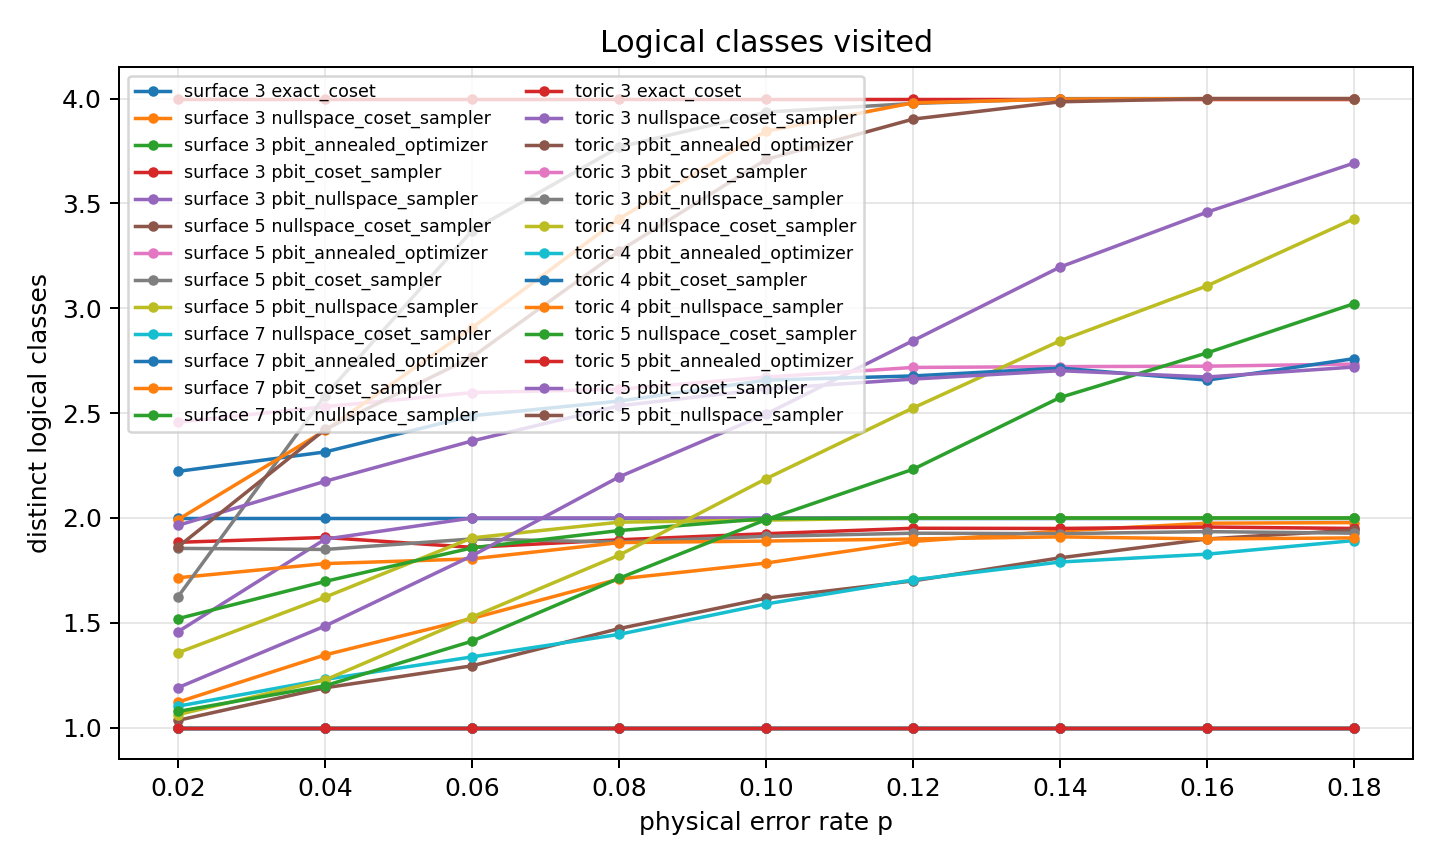 Logical classes visited
distinct logical classes
4.0
3.5
3.0
2.5
2.0
1.5
1.0
surface 3 exact_coset
surface 3 nullspace_coset_sampler
surface 3 pbit_annealed_optimizer
surface 3 pbit_coset_sampler
surface 3 pbit_nullspace_sampler
surface 5 nullspace_coset_sampler
surface 5 pbit_annealed_optimizer
surface 5 pbit_coset_sampler
surface 5 pbit_nullspace_sampler
surface 7 nullspace_coset_sampler
surface 7 pbit_annealed_optimizer
surface 7 pbit_coset_sampler
surface 7 pbit_nullspace_sampler
toric 3 exact_coset
toric 3 nullspace_coset_sampler
toric 3 pbit_annealed_optimizer
toric 3 pbit_coset_sampler
toric 3 pbit_nullspace_sampler
toric 4 nullspace_coset_sampler
toric 4 pbit_annealed_optimizer
toric 4 pbit_coset_sampler
toric 4 pbit_nullspace_sampler
toric 5 nullspace_coset_sampler
toric 5 pbit_annealed_optimizer
toric 5 pbit_coset_sampler
toric 5 pbit_nullspace_sampler
0.02 0.04 0.06 0.08 0.10 0.12 0.14 0.16 0.18
physical error rate p